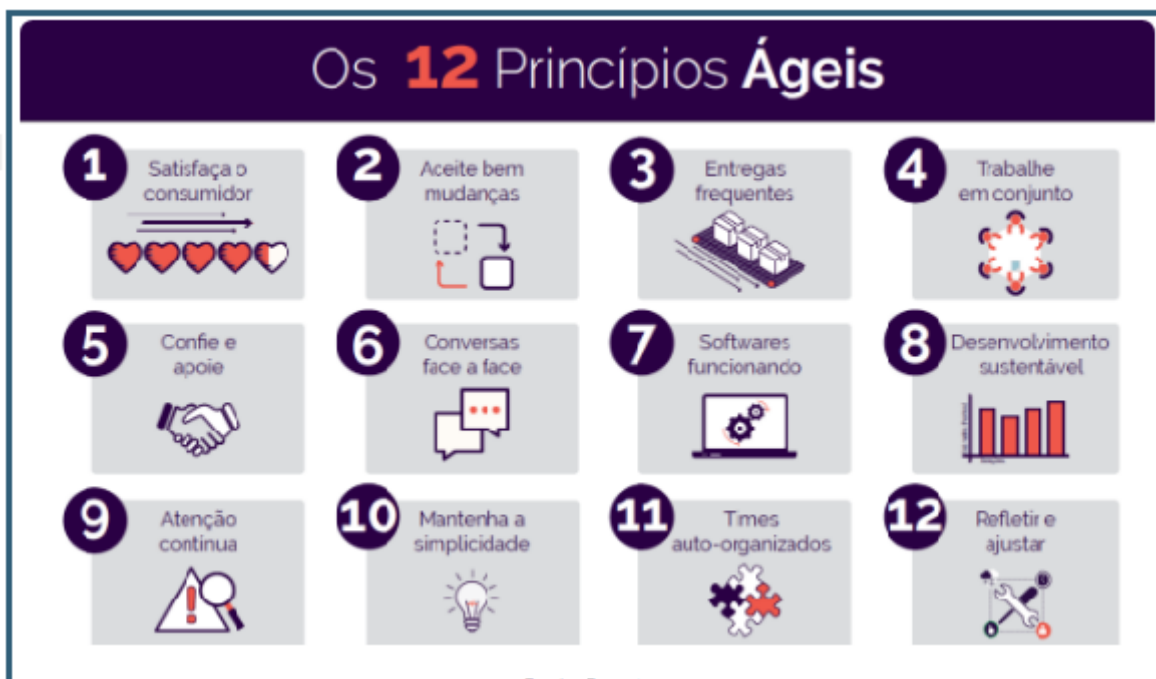 Os 12 Princípios Ágeis
1
Satisfaça o
consumidor
2
Aceite bem
mudanças
3
Entregas
frequentes
4
Trabalhe
em conjunto
5
Confie e
apoie
6
Conversas
face a face
7
Softwares
funcionando
8
Desenvolvimento
sustentável
9
Atenção
contínua
10
Mantenha a
simplicidade
11
Times
auto-organizados
12
Refletir e
ajustar